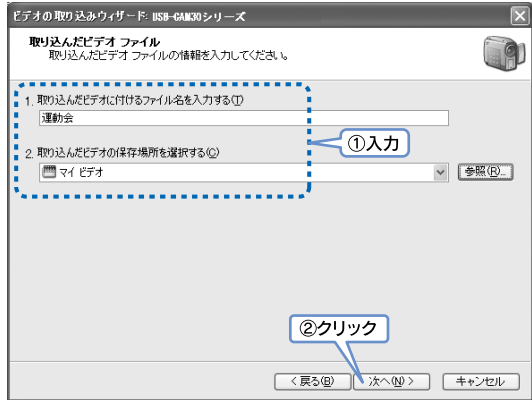 ビデオの取り込みウィザード: USB-CAM30シリーズ
取り込んだビデオ ファイル
取り込んだビデオ ファイルの情報を入力してください。
1. 取り込んだビデオに付けるファイル名を入力する(T)
運動会
①入力
2. 取り込んだビデオの保存場所を選択する(C)
マイ ビデオ
参照(R)...
②クリック
< 戻る(B)
次へ(N) >
キャンセル